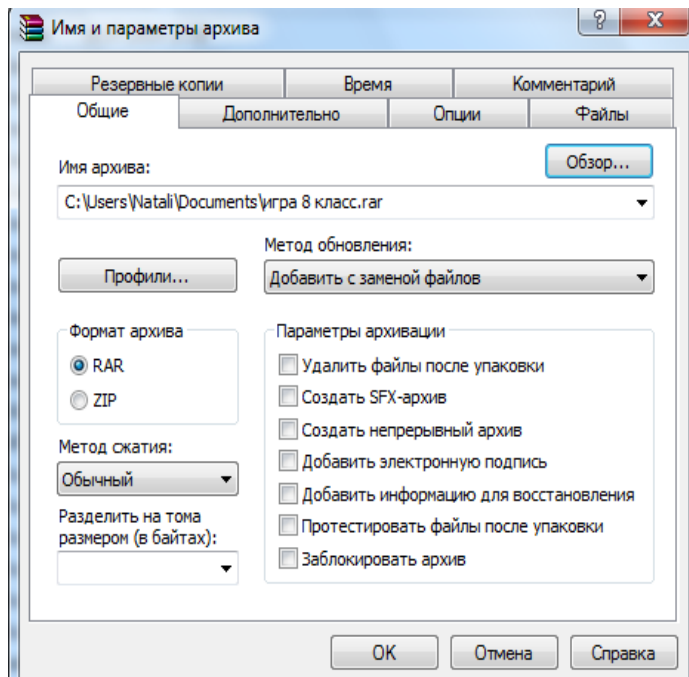 Имя и параметры архива
Резервные копии Время Комментарий
Общие Дополнительно Опции Файлы
Имя архива:
Обзор...
C:\Users\Natali\Documents\игра 8 класс.rar
Метод обновления:
Профили...
Добавить с заменой файлов
Формат архива
RAR
ZIP
Метод сжатия:
Обычный
Разделить на тома
размером (в байтах):
Параметры архивации
Удалить файлы после упаковки
Создать SFX-архив
Создать непрерывный архив
Добавить электронную подпись
Добавить информацию для восстановления
Протестировать файлы после упаковки
Заблокировать архив
OK Отмена Справка